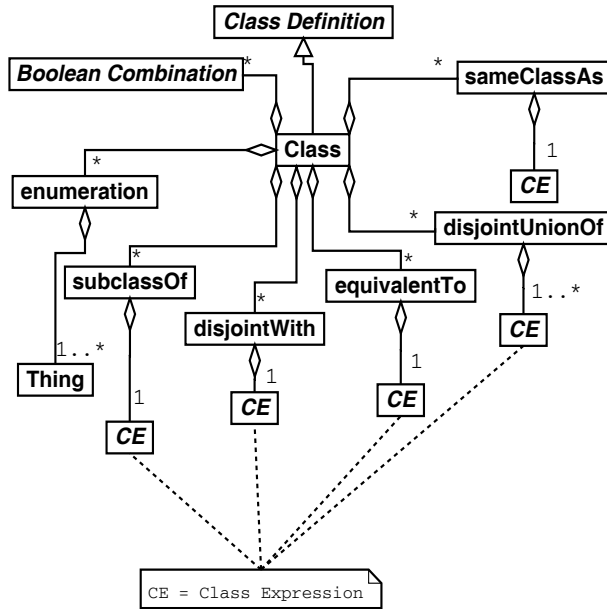 Class Definition
Boolean Combination
*
*
sameClassAs
Class
1
*
CE
enumeration
*
disjointUnionOf
*
subclassOf
*
equivalentTo
*
disjointWith
1..*
CE
1..*
Thing
1
CE
1
CE
1
CE
CE = Class Expression